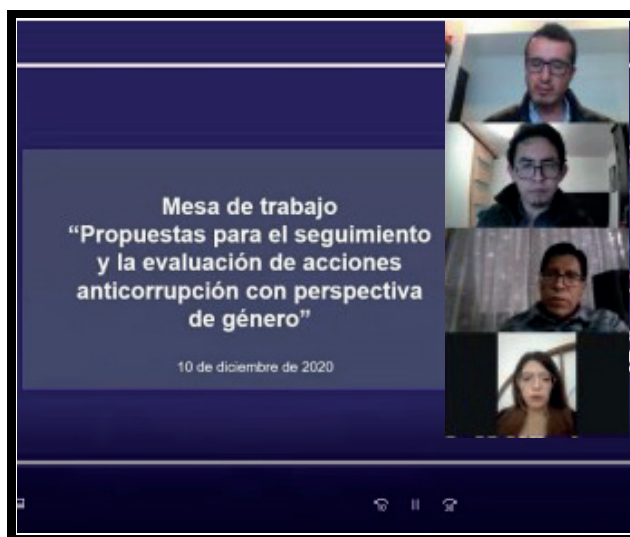 Mesa de trabajo
“Propuestas para el seguimiento
y la evaluación de acciones
anticorrupción con perspectiva
de género”
10 de diciembre de 2020